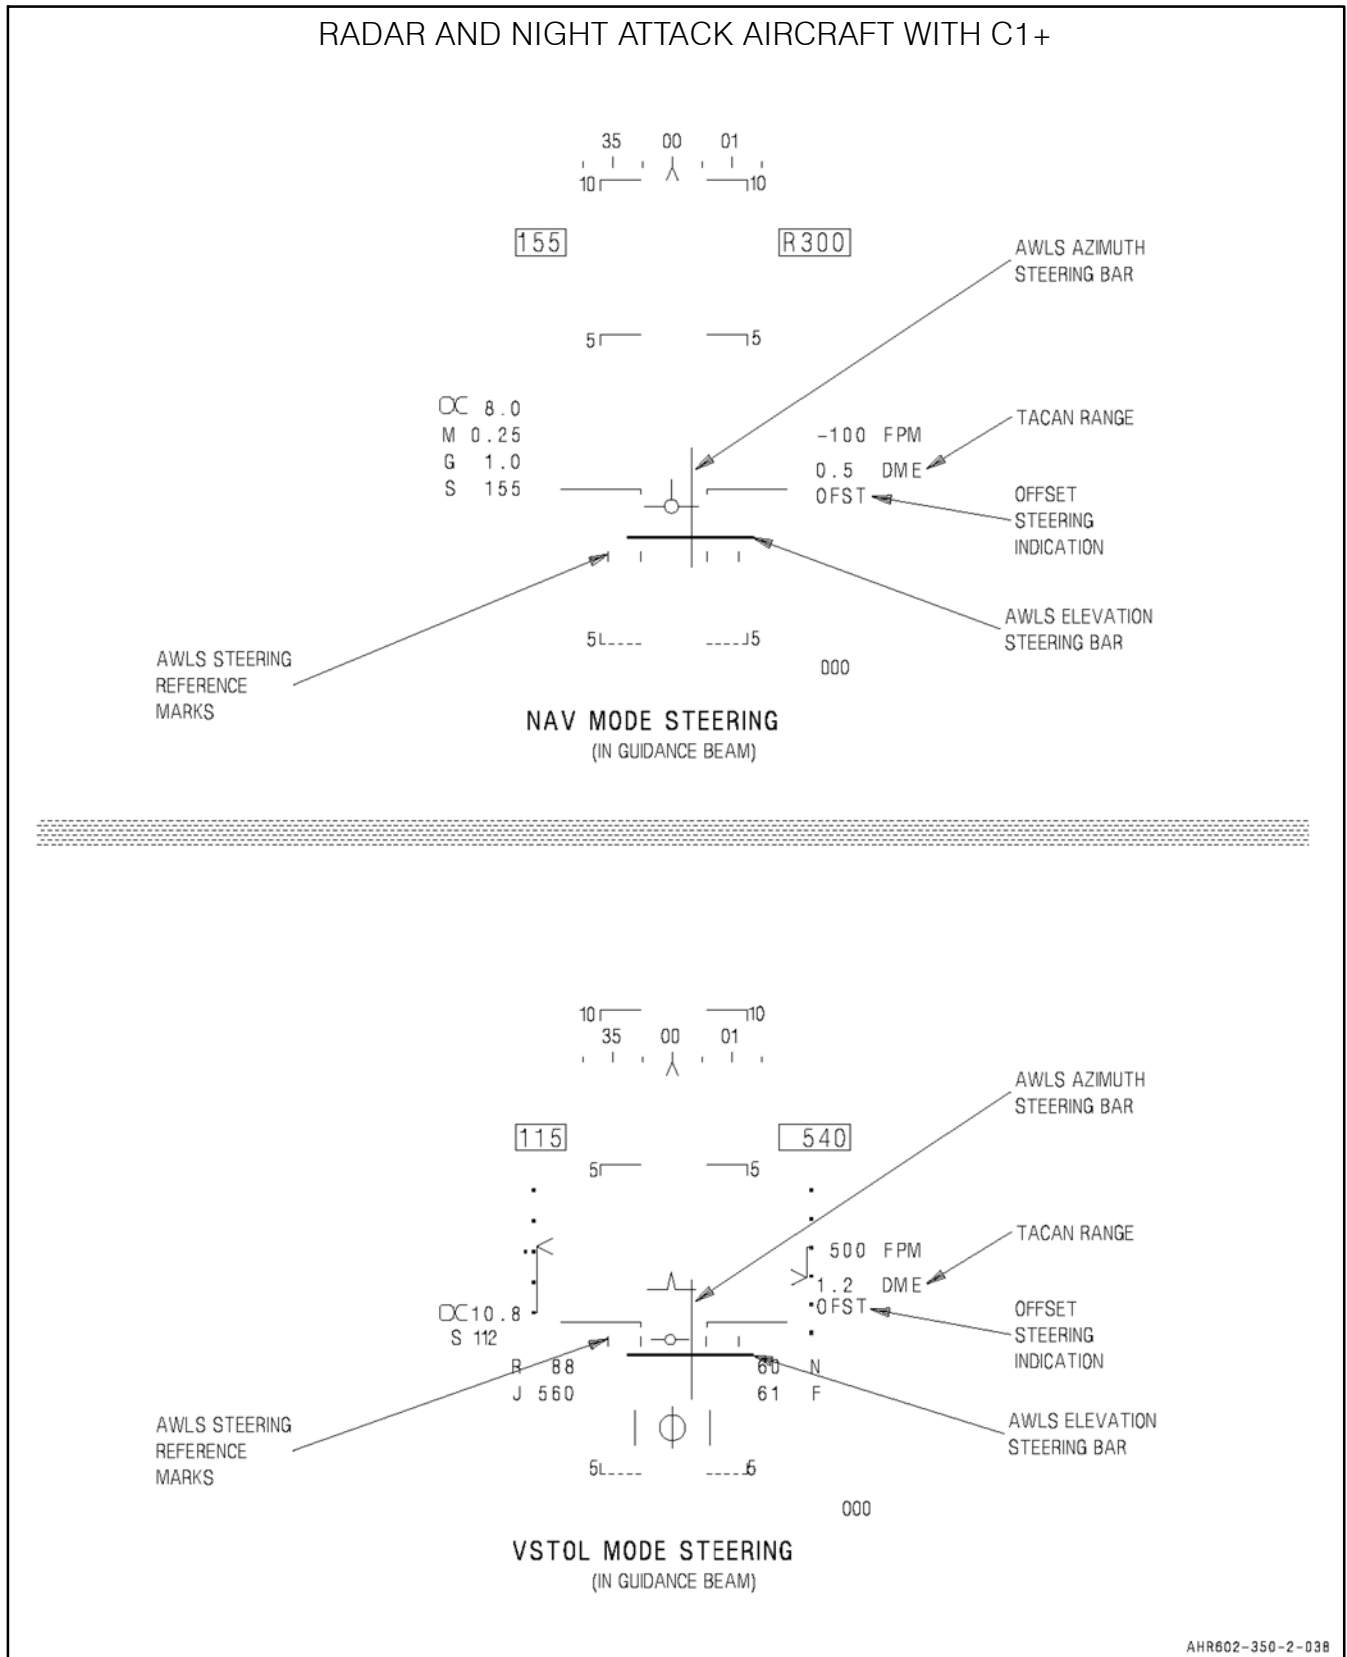 RADAR AND NIGHT ATTACK AIRCRAFT WITH C1+
35 00 01
10 10
155 R300
AWLS AZIMUTH
STEERING BAR
5 5
α 8.0
M 0.25
G 1.0
S 155
-100 FPM
0.5 DME
OFST
TACAN RANGE
OFFSET
STEERING
INDICATION
AWLS ELEVATION
STEERING BAR
5 5
000
AWLS STEERING
REFERENCE
MARKS
NAV MODE STEERING
(IN GUIDANCE BEAM)
10 10
35 00 01
AWLS AZIMUTH
STEERING BAR
115 540
5 5
500 FPM
1.2 DME
OFST
TACAN RANGE
α 10.8
S 112
OFFSET
STEERING
INDICATION
R 88 60 N
J 560 61 F
AWLS STEERING
REFERENCE
MARKS
AWLS ELEVATION
STEERING BAR
5 5
000
VSTOL MODE STEERING
(IN GUIDANCE BEAM)
AHR602-350-2-038